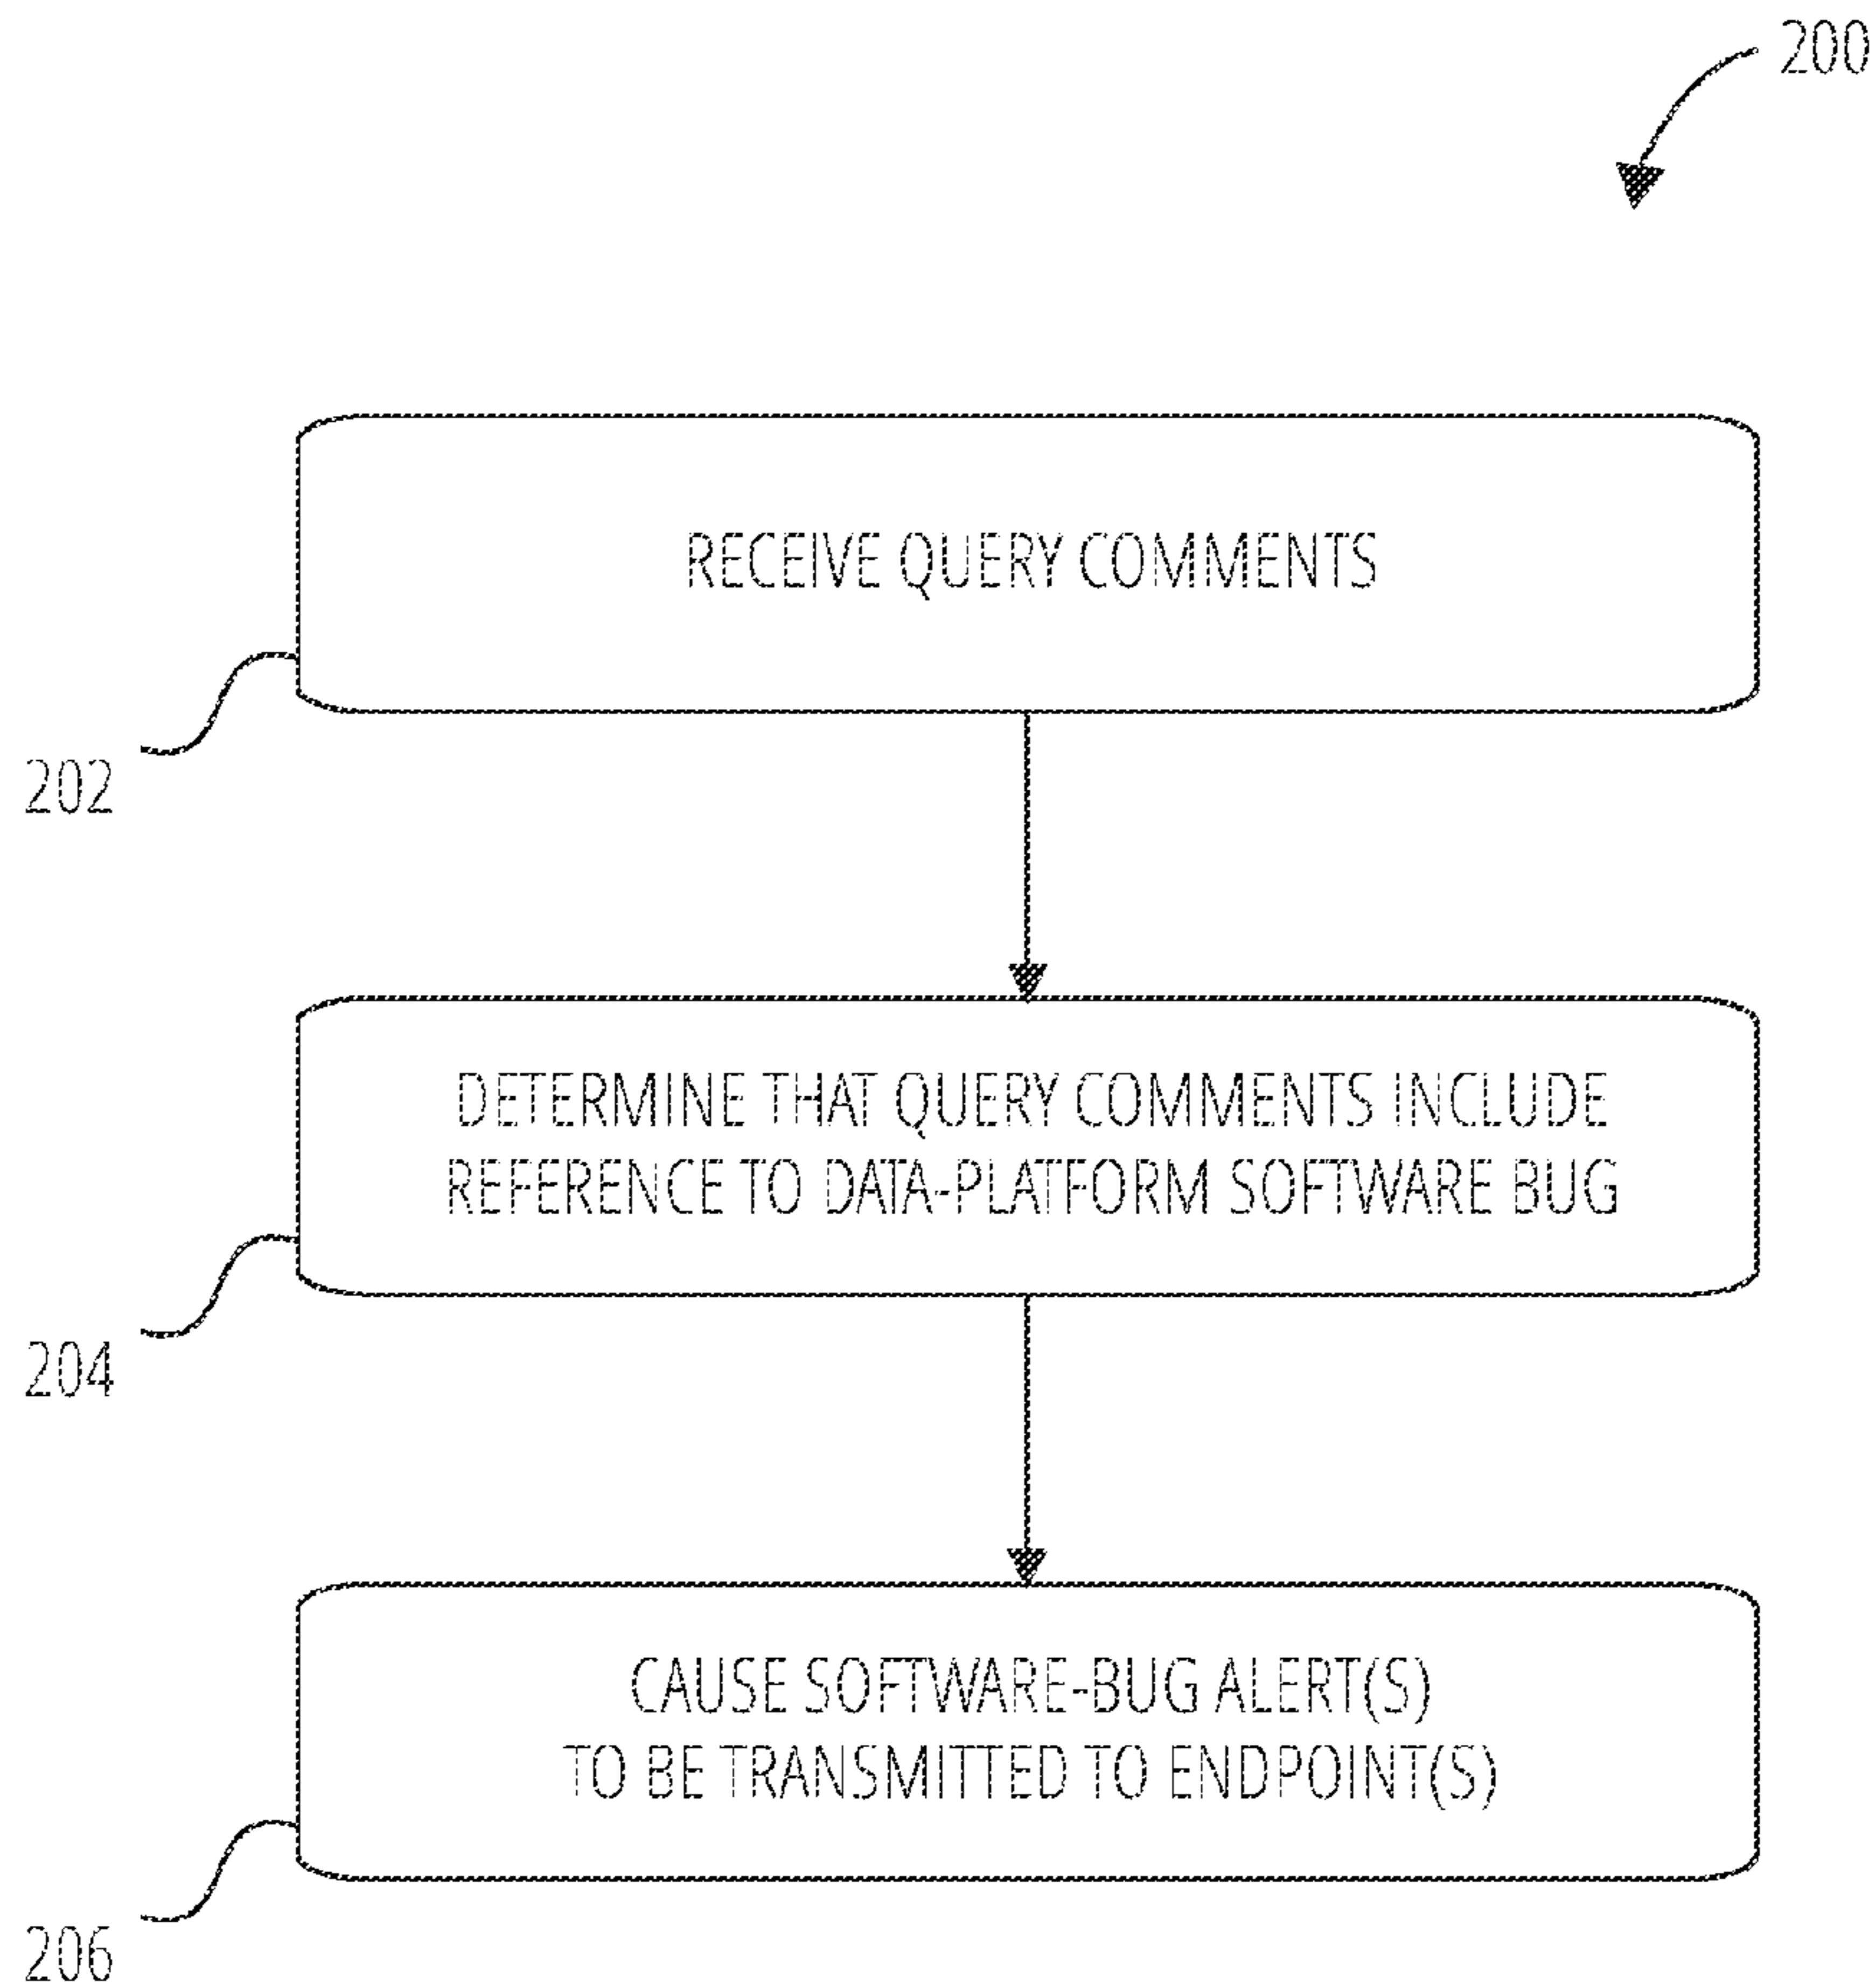 200
RECEIVE QUERY COMMENTS
202
DETERMINE THAT QUERY COMMENTS INCLUDE
REFERENCE TO DATA-PLATFORM SOFTWARE BUG
204
CAUSE SOFTWARE-BUG ALERT(S)
TO BE TRANSMITTED TO ENDPOINT(S)
206